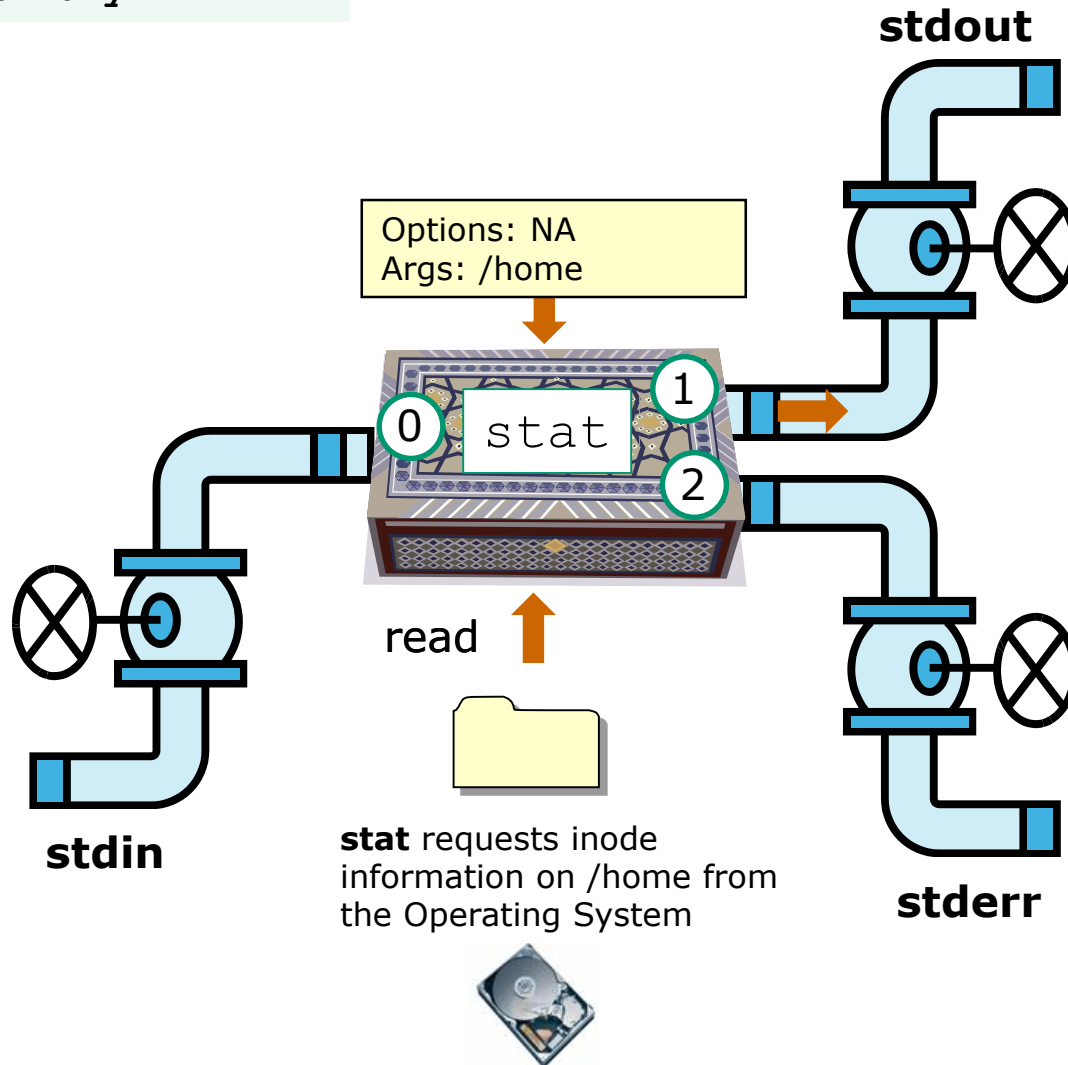 stdout
Options: NA
Args: /home
1
0
stat
2
read
stdin
stat requests inode
information on /home from
the Operating System
stderr